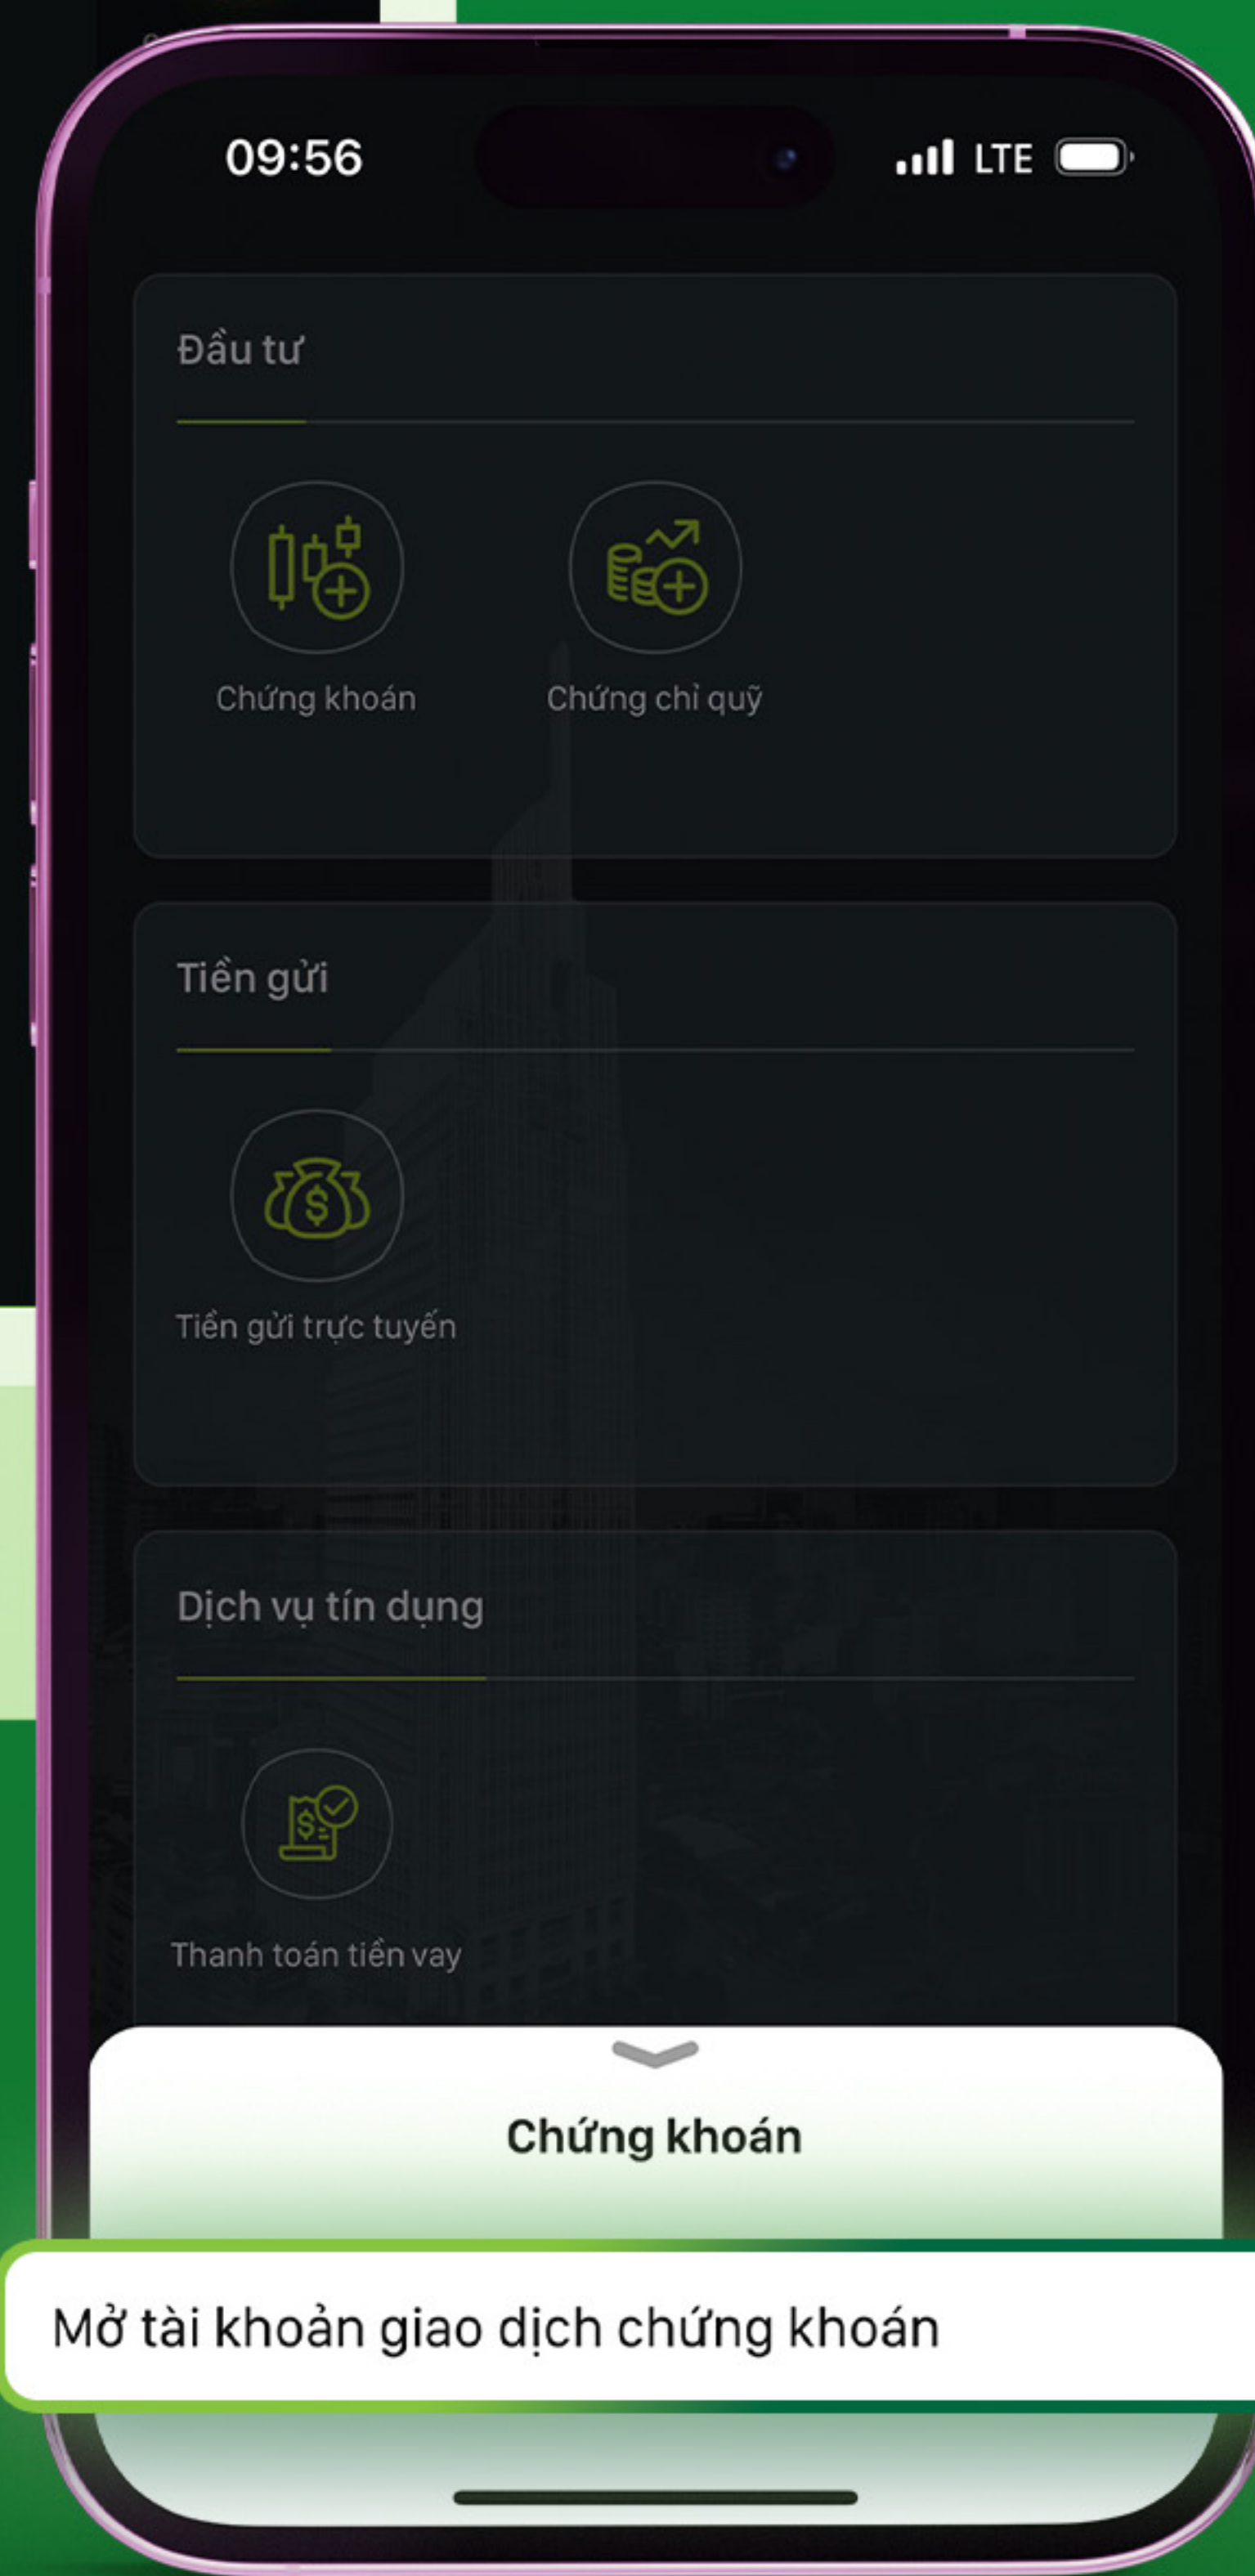 09:56
LTE
Đầu tư
Chứng khoán
Chứng chỉ quỹ
Tiền gửi
Tiền gửi trực tuyến
Dịch vụ tín dụng
Thanh toán tiền vay
Chứng khoán
Mở tài khoản giao dịch chứng khoán